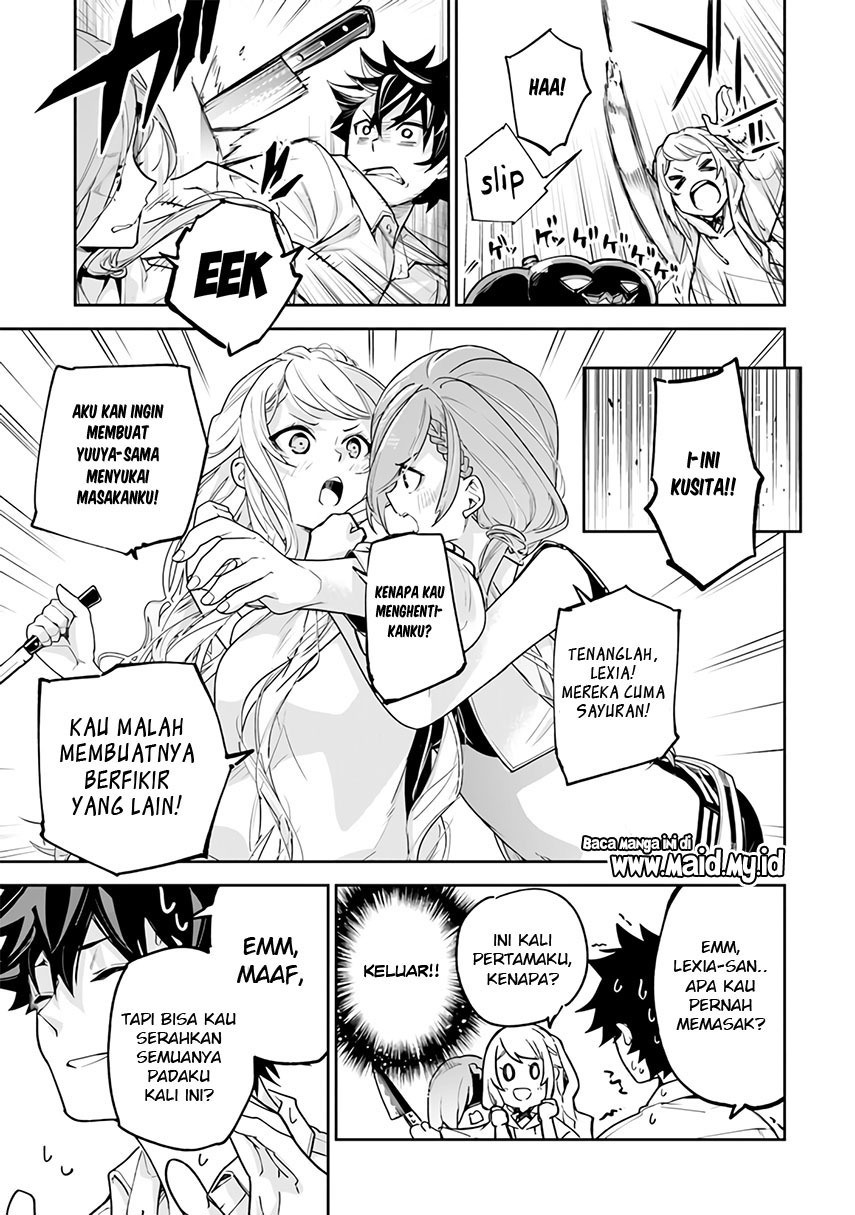 HAA!
slip
ゲゲゲゲゲ
EEK
I-INI
KUSITA!!
AKU KAN INGIN
MEMBUAT
YUUYA-SAMA
MENYUKAI
MASAKANKU!
KENAPA KAU
MENGHENTI-
KANKU?
TENANGLAH,
LEXIA!
MEREKA CUMA
SAYURAN!
KAU MALAH
MEMBUATNYA
BERFIKIR
YANG LAIN!
Baca Manga ini di
www.Maid.My.id
EMM,
LEXIA-SAN..
APA KAU
PERNAH
MEMASAK?
INI KALI
PERTAMAKU,
KENAPA?
KELUAR!!
EMM,
MAAF,
TAPI BISA KAU
SERAHKAN
SEMUANYA
PADAKU
KALI INI?